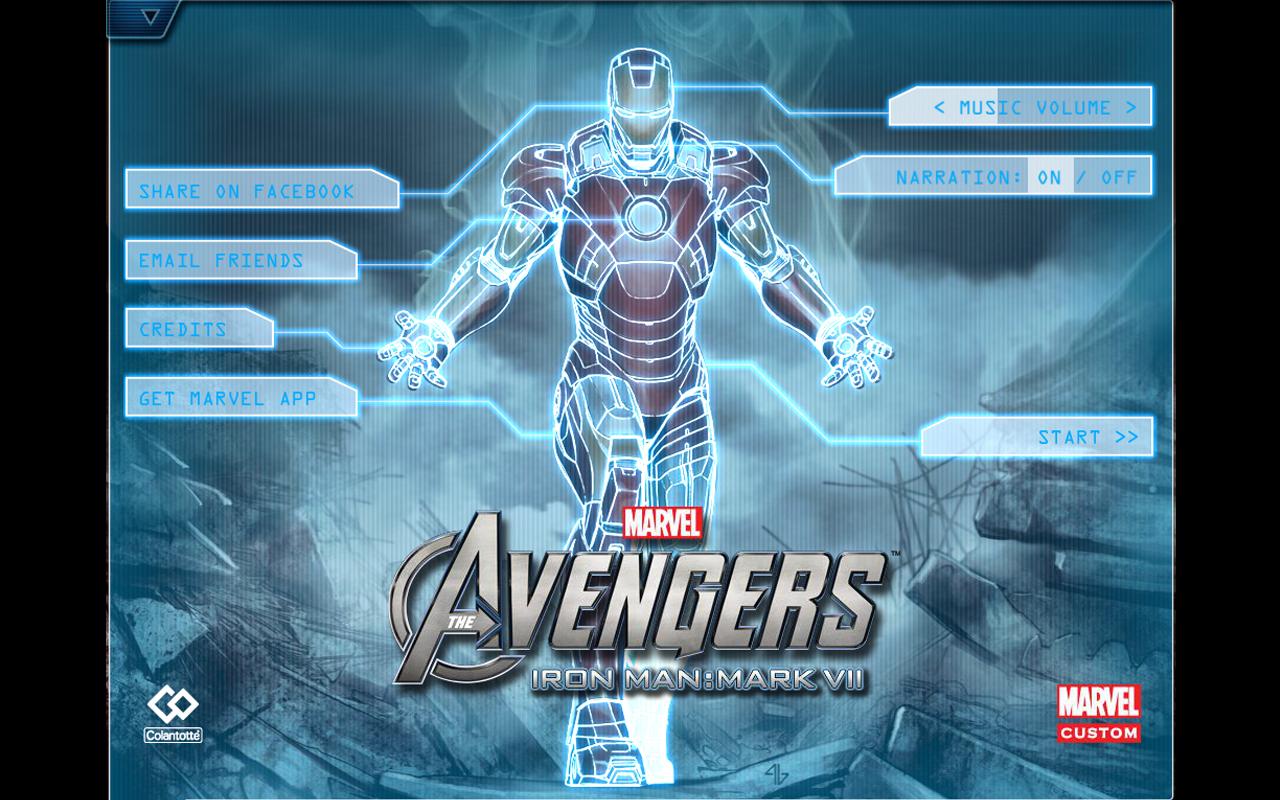 < MUSIC VOLUME >
NARRATION: ON / OFF
SHARE ON FACEBOOK
EMAIL FRIENDS
CREDITS
GET MARVEL APP
START >>
MARVEL
THE AVENGERS™
IRON MAN:MARK VII
Colantotte
MARVEL
CUSTOM